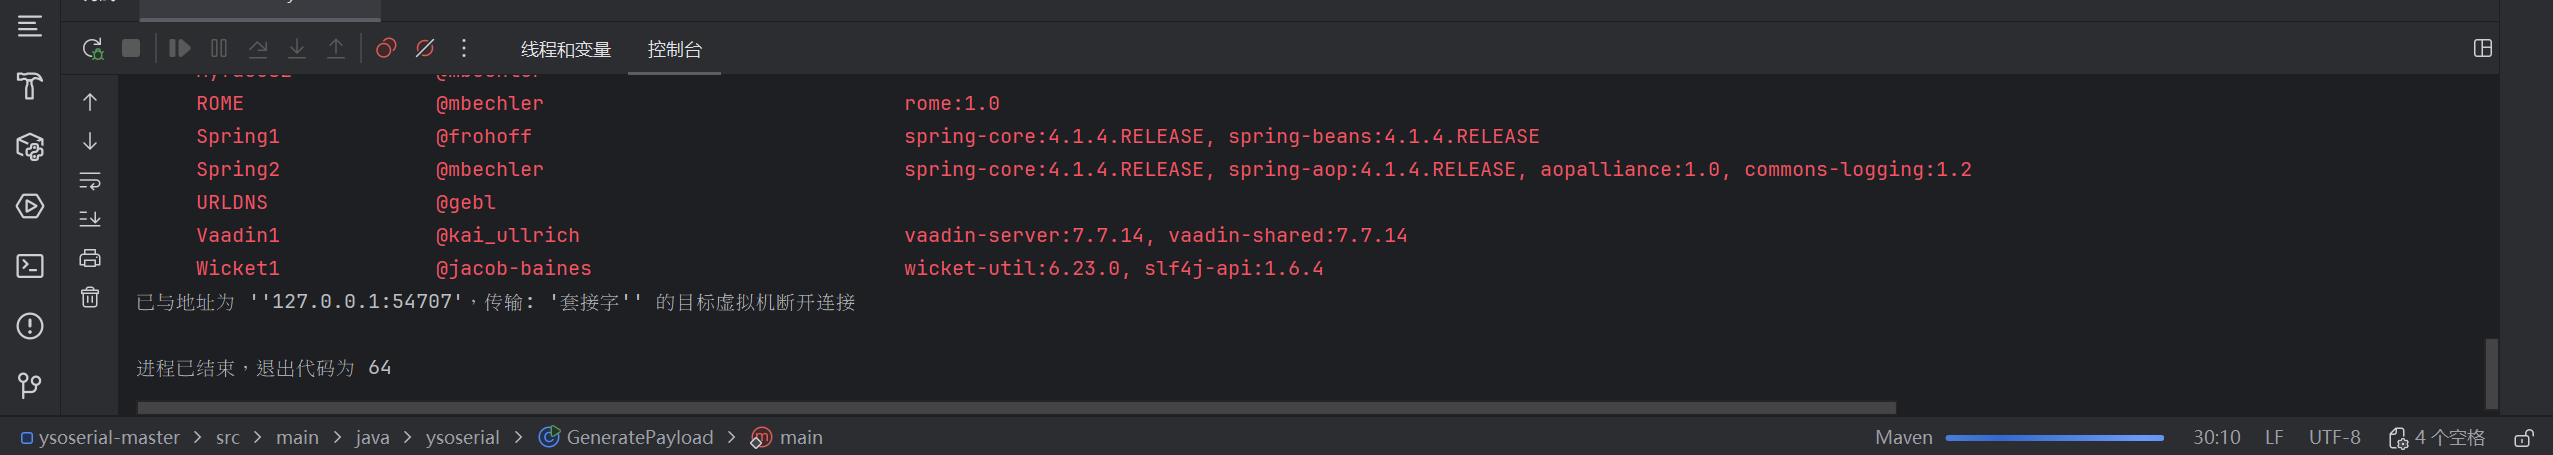 线程和变量 控制台
ROME @mbechler rome:1.0
Spring1 @frohoff spring-core:4.1.4.RELEASE, spring-beans:4.1.4.RELEASE
Spring2 @mbechler spring-core:4.1.4.RELEASE, spring-aop:4.1.4.RELEASE, aopalliance:1.0, commons-logging:1.2
URLDNS @gebl
Vaadin1 @kai_ullrich vaadin-server:7.7.14, vaadin-shared:7.7.14
Wicket1 @jacob-baines wicket-util:6.23.0, slf4j-api:1.6.4
已与地址为 ''127.0.0.1:54707'，传输: '套接字'' 的目标虚拟机断开连接
进程已结束，退出代码为 64
ysoserial-master > src > main > java > ysoserial > GeneratePayload > main Maven 30:10 LF UTF-8 4 个空格